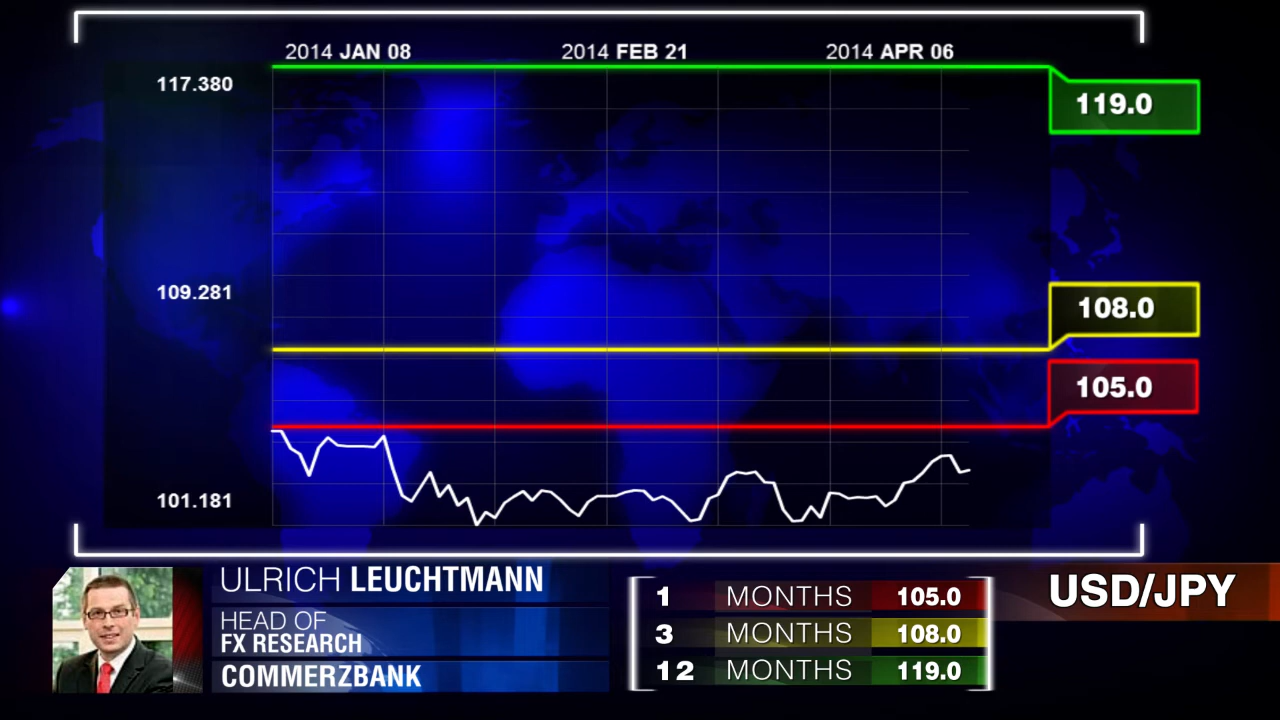 2014 JAN 08 2014 FEB 21 2014 APR 06
117.380
119.0
109.281
108.0
105.0
101.181
ULRICH LEUCHTMANN
HEAD OF
FX RESEARCH
COMMERZBANK
1 MONTHS 105.0
3 MONTHS 108.0
12 MONTHS 119.0
USD/JPY